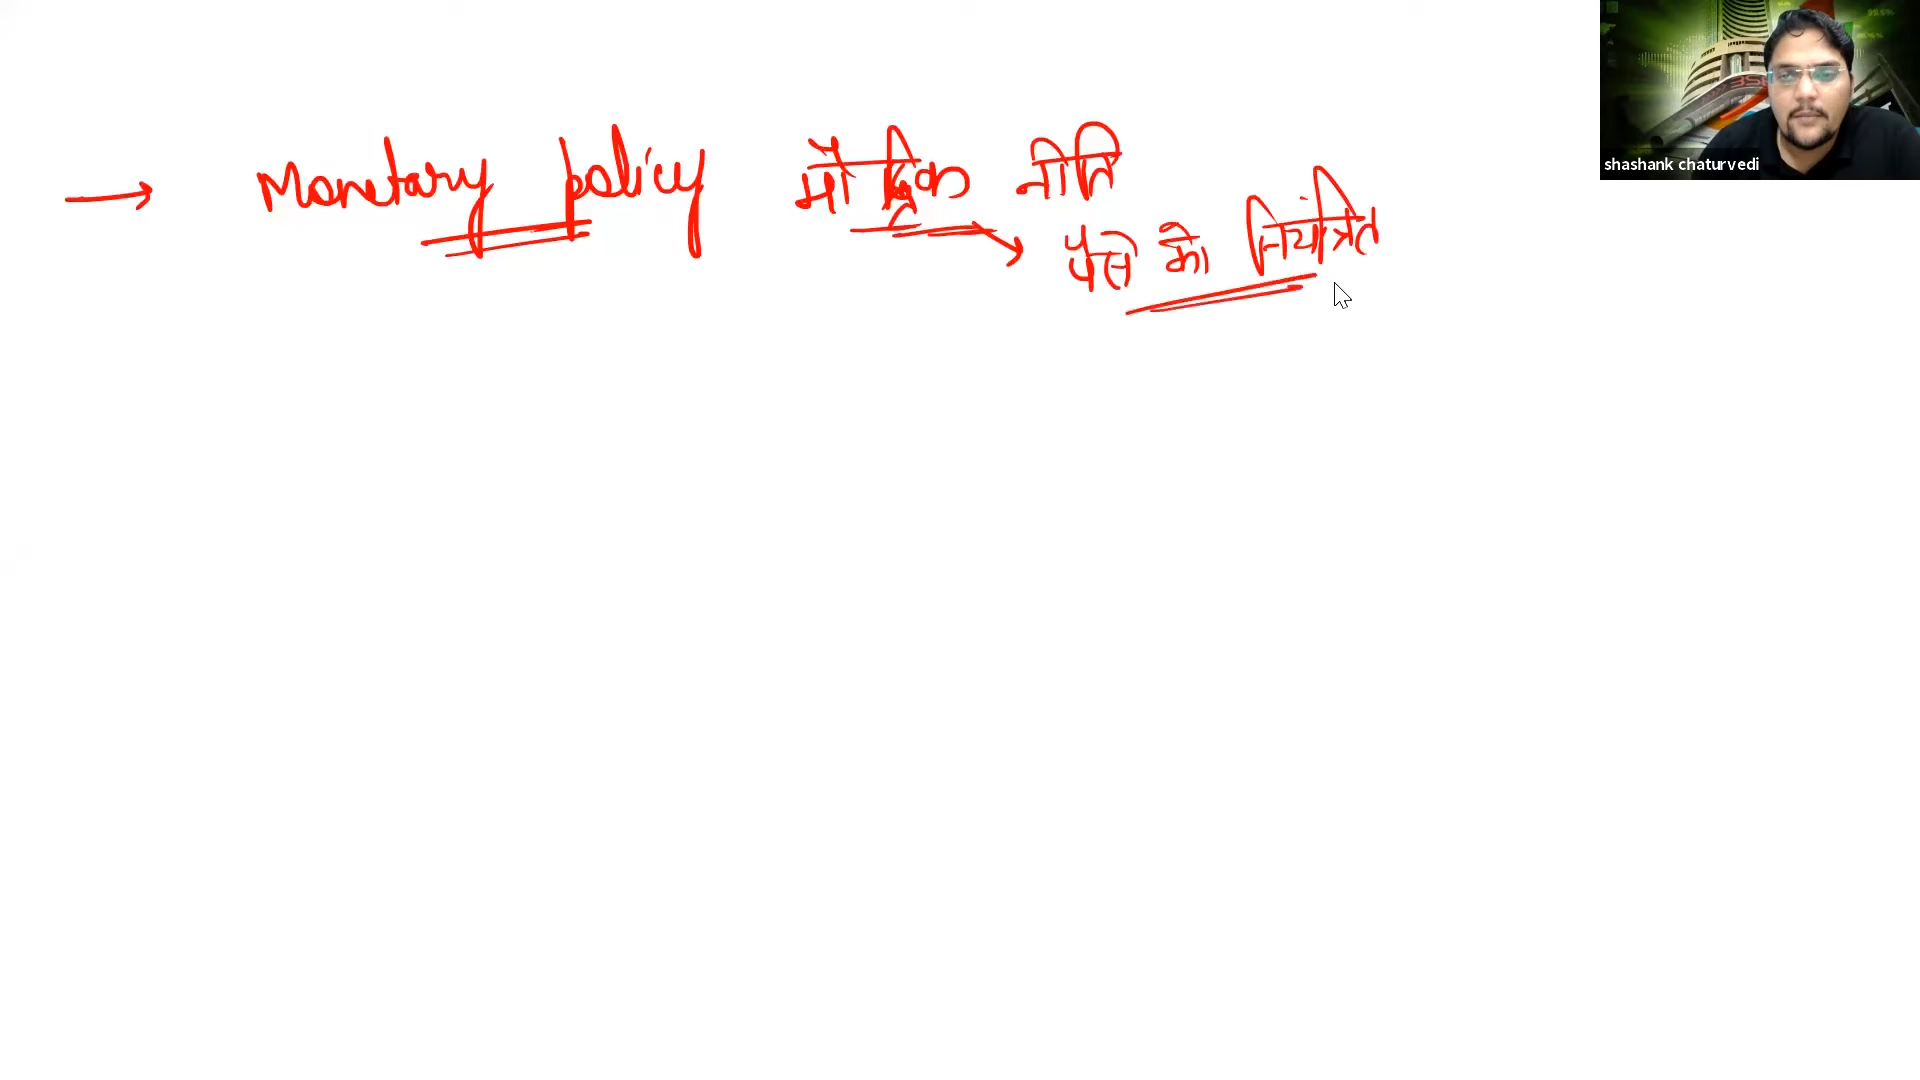 → Monetary policy मौद्रिक नीति
→ पैसे को नियंत्रित
shashank chaturvedi